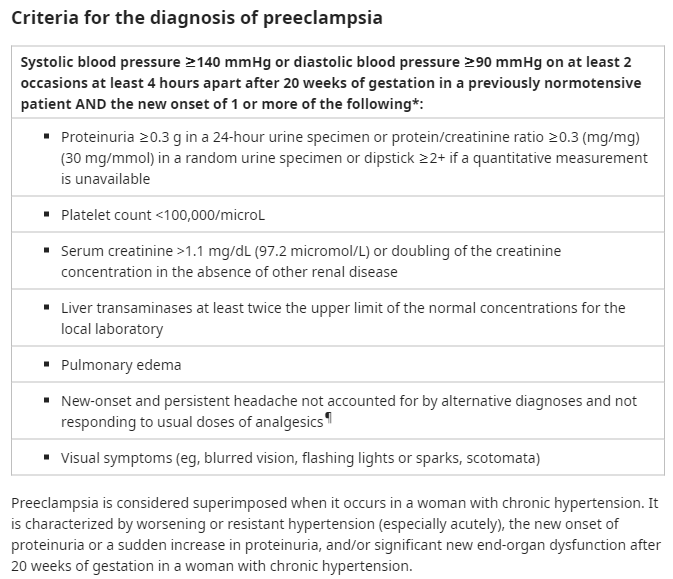 Criteria for the diagnosis of preeclampsia
Systolic blood pressure ≥140 mmHg or diastolic blood pressure ≥90 mmHg on at least 2
occasions at least 4 hours apart after 20 weeks of gestation in a previously normotensive
patient AND the new onset of 1 or more of the following*:
▪ Proteinuria ≥0.3 g in a 24-hour urine specimen or protein/creatinine ratio ≥0.3 (mg/mg)
(30 mg/mmol) in a random urine specimen or dipstick ≥2+ if a quantitative measurement
is unavailable
▪ Platelet count <100,000/microL
▪ Serum creatinine >1.1 mg/dL (97.2 micromol/L) or doubling of the creatinine
concentration in the absence of other renal disease
▪ Liver transaminases at least twice the upper limit of the normal concentrations for the
local laboratory
▪ Pulmonary edema
▪ New-onset and persistent headache not accounted for by alternative diagnoses and not
responding to usual doses of analgesics¶
▪ Visual symptoms (eg, blurred vision, flashing lights or sparks, scotomata)
Preeclampsia is considered superimposed when it occurs in a woman with chronic hypertension. It
is characterized by worsening or resistant hypertension (especially acutely), the new onset of
proteinuria or a sudden increase in proteinuria, and/or significant new end-organ dysfunction after
20 weeks of gestation in a woman with chronic hypertension.